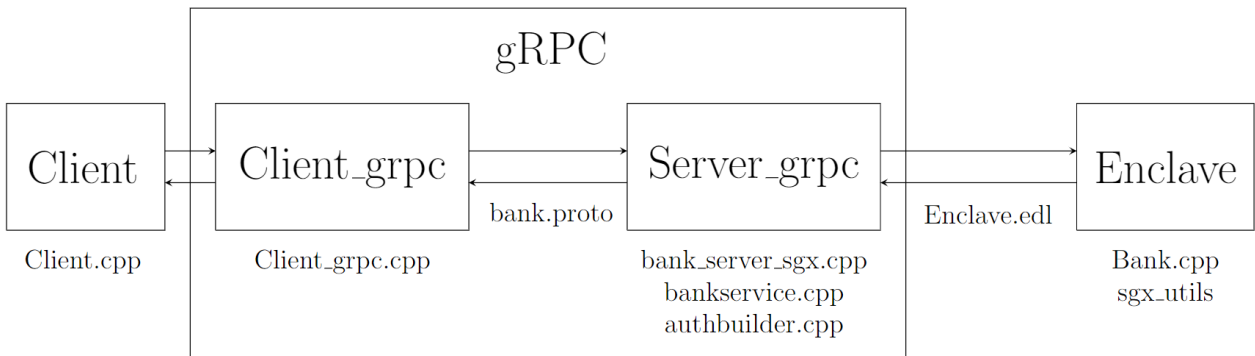 gRPC
Client
Client_grpc
Server_grpc
Enclave
bank.proto
Enclave.edl
Client.cpp
Client_grpc.cpp
bank_server_sgx.cpp
bankservice.cpp
authbuilder.cpp
Bank.cpp
sgx_utils